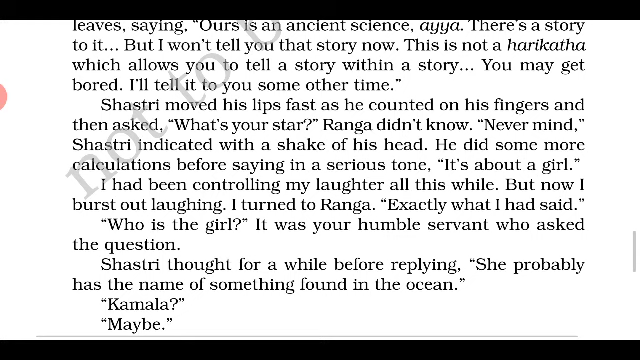 leaves, saying, “Ours is an ancient science, ayya. There’s a story
to it... But I won’t tell you that story now. This is not a harikatha
which allows you to tell a story within a story... You may get
bored. I’ll tell it to you some other time.”
Shastri moved his lips fast as he counted on his fingers and
then asked, “What’s your star?” Ranga didn’t know. “Never mind,”
Shastri indicated with a shake of his head. He did some more
calculations before saying in a serious tone, “It’s about a girl.”
I had been controlling my laughter all this while. But now I
burst out laughing. I turned to Ranga. “Exactly what I had said.”
“Who is the girl?” It was your humble servant who asked
the question.
Shastri thought for a while before replying, “She probably
has the name of something found in the ocean.”
“Kamala?”
“Maybe.”
not to b